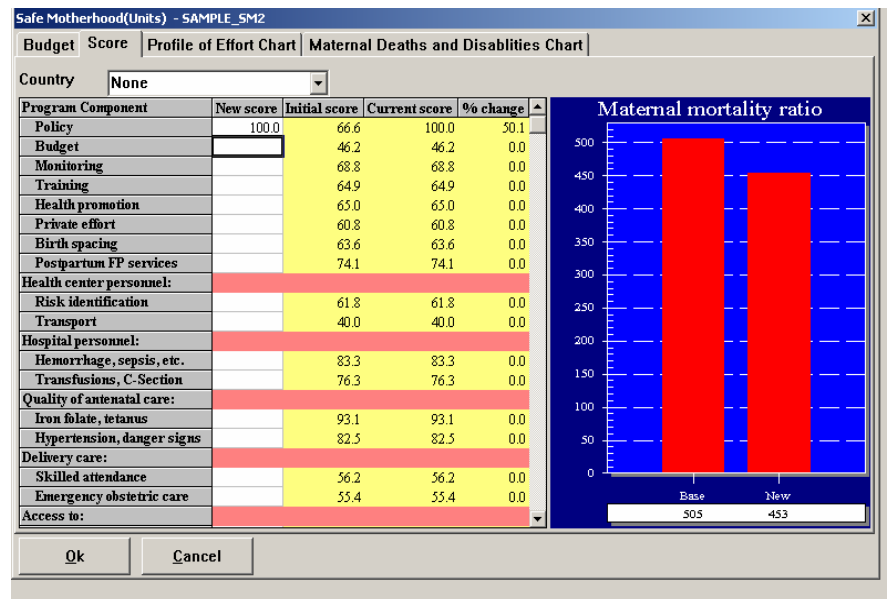 Safe Motherhood(Units) - SAMPLE_SM2
Budget Score Profile of Effort Chart Maternal Deaths and Disablities Chart
Country None
Program Component New score Initial score Current score % change
Policy 100.0 66.6 100.0 50.1
Budget 46.2 46.2 0.0
Monitoring 68.8 68.8 0.0
Training 64.9 64.9 0.0
Health promotion 65.0 65.0 0.0
Private effort 60.8 60.8 0.0
Birth spacing 63.6 63.6 0.0
Postpartum FP services 74.1 74.1 0.0
Health center personnel:
Risk identification 61.8 61.8 0.0
Transport 40.0 40.0 0.0
Hospital personnel:
Hemorrhage, sepsis, etc. 83.3 83.3 0.0
Transfusions, C-Section 76.3 76.3 0.0
Quality of antenatal care:
Iron folate, tetanus 93.1 93.1 0.0
Hypertension, danger signs 82.5 82.5 0.0
Delivery care:
Skilled attendance 56.2 56.2 0.0
Emergency obstetric care 55.4 55.4 0.0
Access to:
Maternal mortality ratio
500
450
400
350
300
250
200
150
100
50
0
Base New
505 453
Ok Cancel